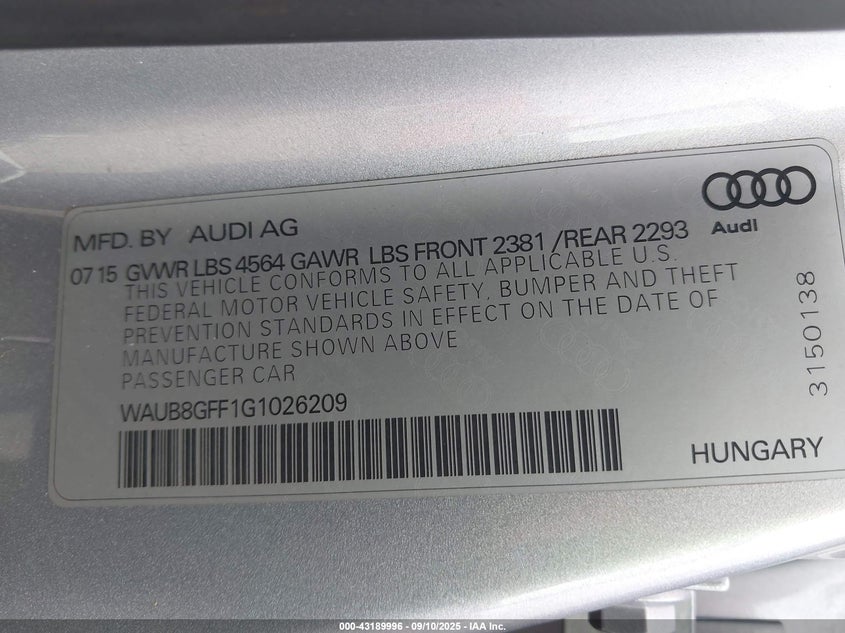 MFD. BY AUDI AG
Audi
07 15 GVWR LBS 4564 GAWR LBS FRONT 2381 /REAR 2293
THIS VEHICLE CONFORMS TO ALL APPLICABLE U.S.
FEDERAL MOTOR VEHICLE SAFETY, BUMPER AND THEFT
PREVENTION STANDARDS IN EFFECT ON THE DATE OF
MANUFACTURE SHOWN ABOVE
PASSENGER CAR
WAUB8GFF1G1026209
HUNGARY
3150138
000-43189996 - 09/10/2025 - IAA Inc.